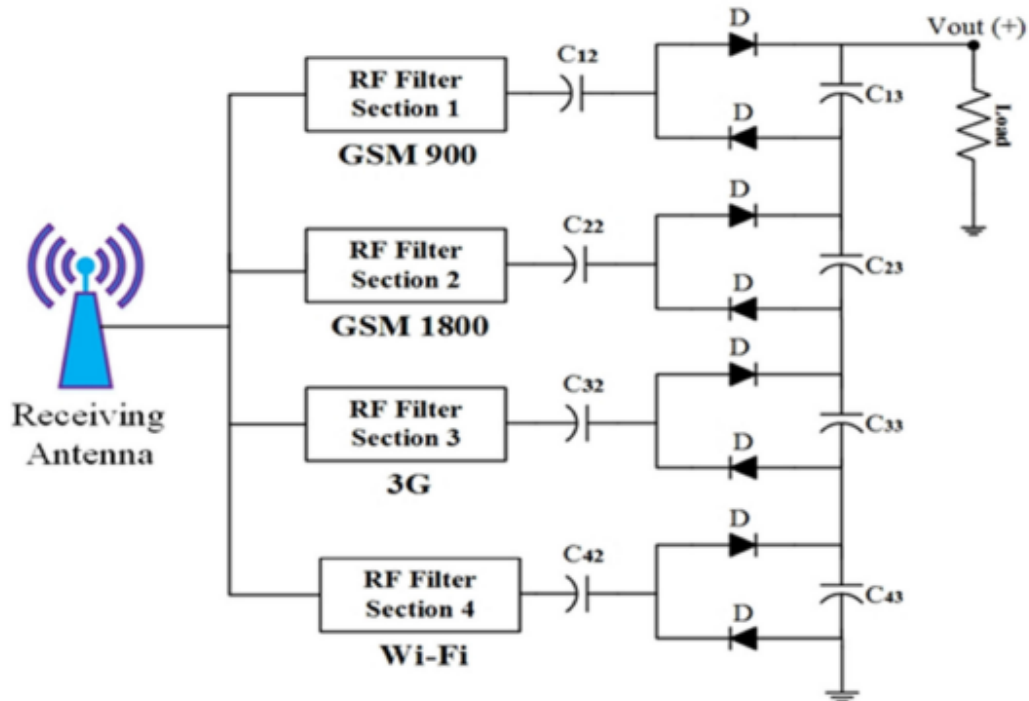 D
Vout (+)
C12
RF Filter
Section 1
C13
Load
D
GSM 900
D
C22
RF Filter
Section 2
C23
D
GSM 1800
D
C32
Receiving
Antenna
RF Filter
Section 3
C33
D
3G
D
C42
RF Filter
Section 4
C43
D
Wi-Fi